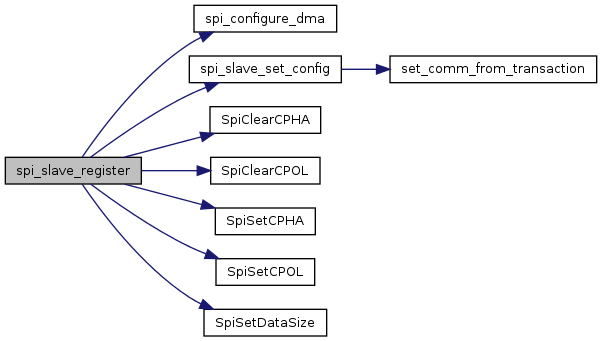 spi_configure_dma
spi_slave_set_config
set_comm_from_transaction
SpiClearCPHA
spi_slave_register
SpiClearCPOL
SpiSetCPHA
SpiSetCPOL
SpiSetDataSize